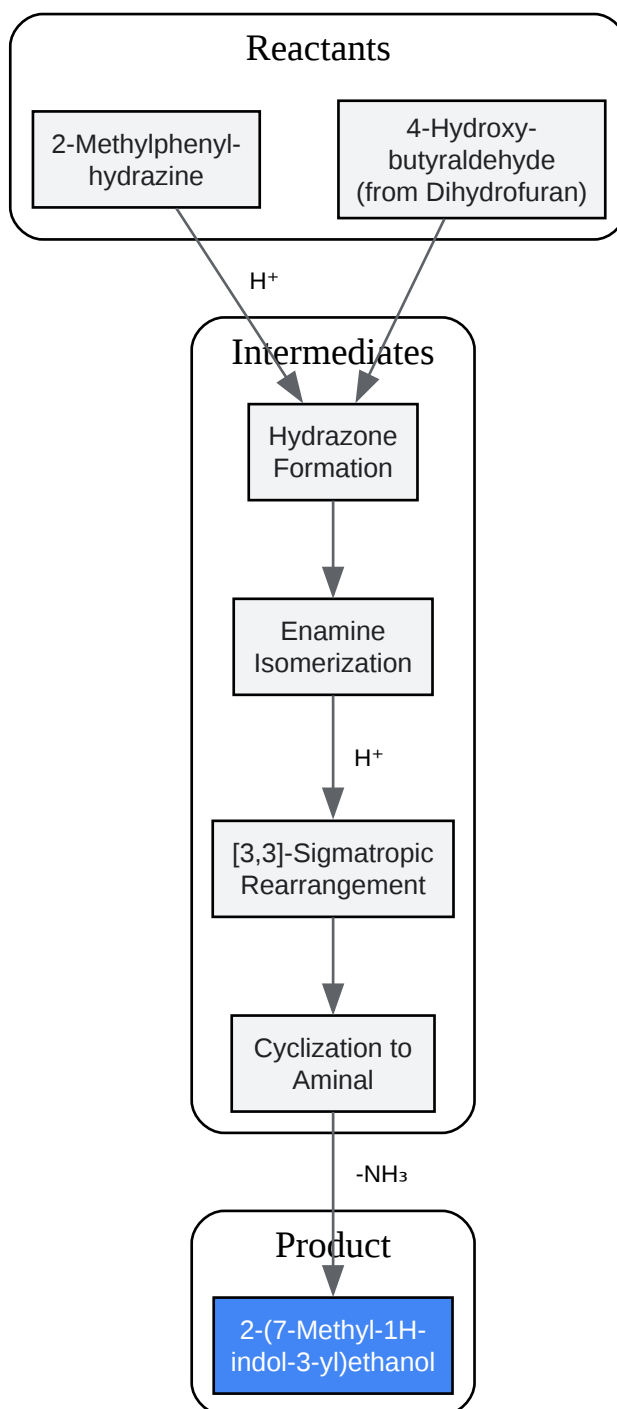 Reactants
2-Methylphenyl-
hydrazine
4-Hydroxy-
butyraldehyde
(from Dihydrofuran)
H⁺
Intermediates
Hydrazone
Formation
Enamine
Isomerization
H⁺
[3,3]-Sigmatropic
Rearrangement
Cyclization to
Aminal
-NH₃
Product
2-(7-Methyl-1H-
indol-3-yl)ethanol